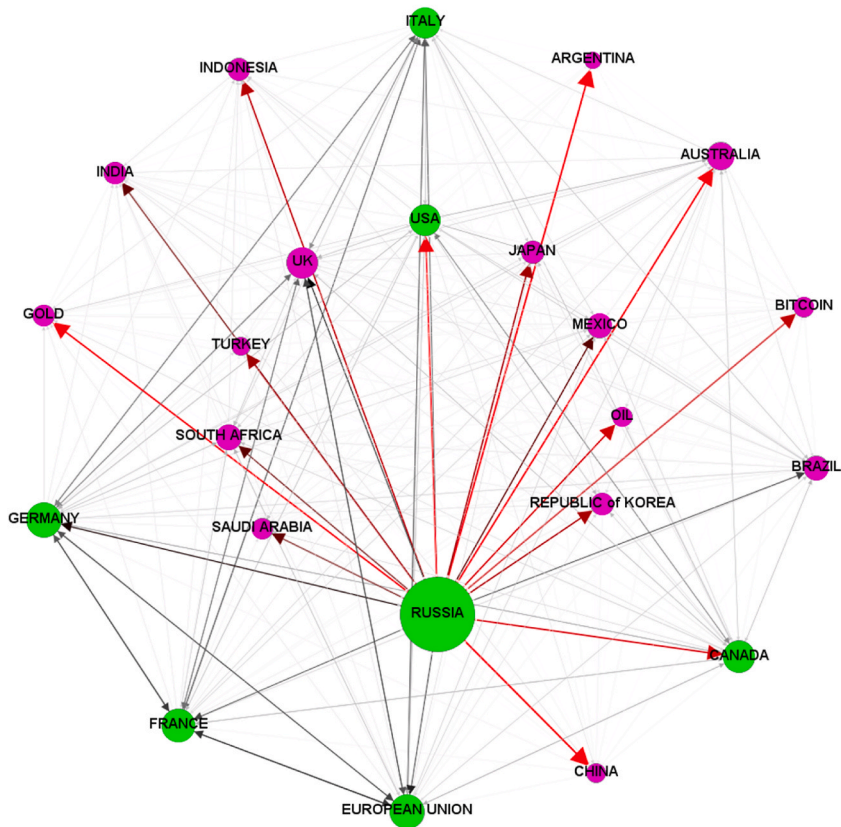 ITALY
ARGENTINA
INDONESIA
AUSTRALIA
INDIA
USA
JAPAN
UK
BITCOIN
GOLD
MEXICO
TURKEY
OIL
SOUTH AFRICA
BRAZIL
REPUBLIC of KOREA
GERMANY
SAUDI ARABIA
RUSSIA
CANADA
FRANCE
CHINA
EUROPEAN UNION